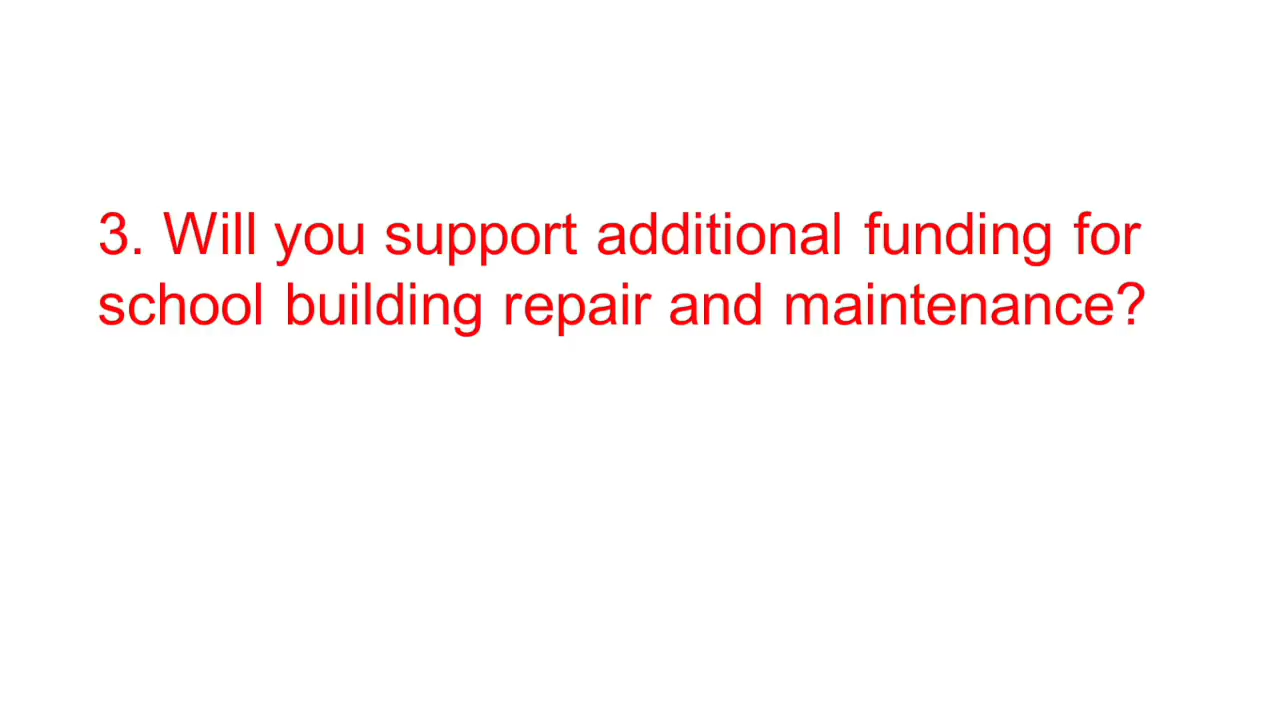 3. Will you support additional funding for
school building repair and maintenance?